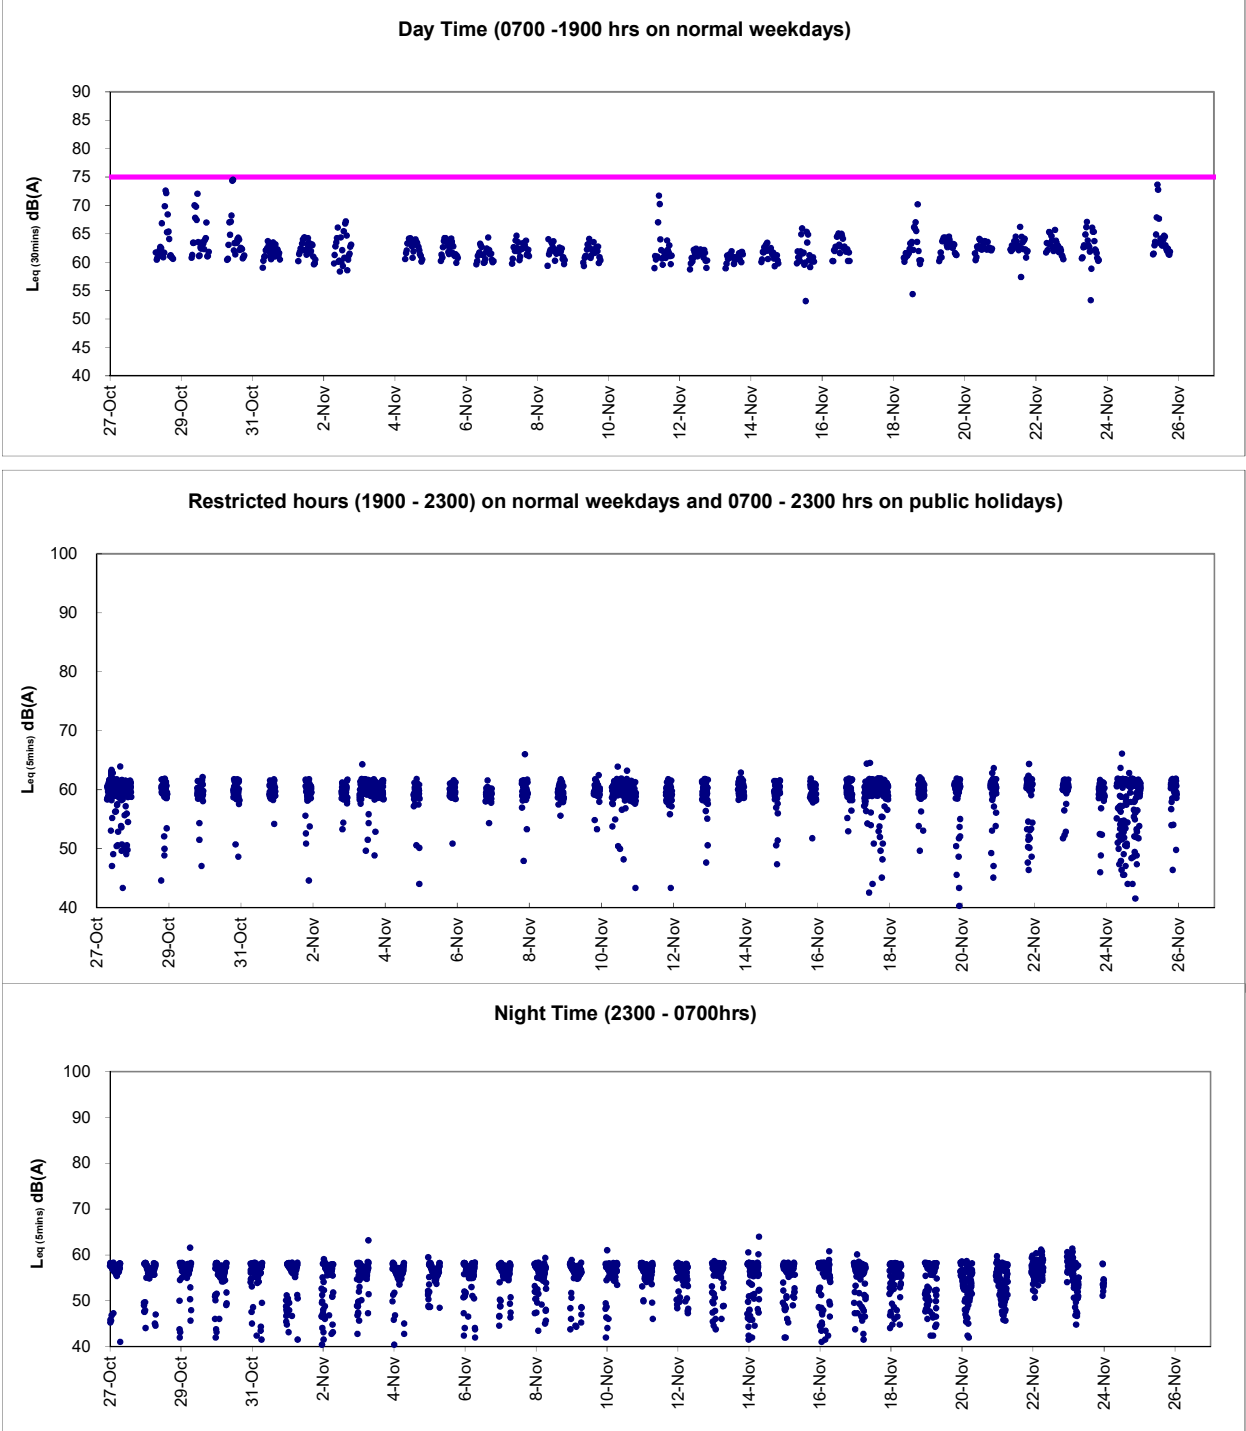 Day Time (0700 -1900 hrs on normal weekdays)
90
85
80
75
70
65
60
55
50
45
40
Leq (30mins) dB(A)
27-Oct 29-Oct 31-Oct 2-Nov 4-Nov 6-Nov 8-Nov 10-Nov 12-Nov 14-Nov 16-Nov 18-Nov 20-Nov 22-Nov 24-Nov 26-Nov
Restricted hours (1900 - 2300) on normal weekdays and 0700 - 2300 hrs on public holidays)
100
90
80
70
60
50
40
Leq (5mins) dB(A)
27-Oct 29-Oct 31-Oct 2-Nov 4-Nov 6-Nov 8-Nov 10-Nov 12-Nov 14-Nov 16-Nov 18-Nov 20-Nov 22-Nov 24-Nov 26-Nov
Night Time (2300 - 0700hrs)
100
90
80
70
60
50
40
Leq (5mins) dB(A)
27-Oct 29-Oct 31-Oct 2-Nov 4-Nov 6-Nov 8-Nov 10-Nov 12-Nov 14-Nov 16-Nov 18-Nov 20-Nov 22-Nov 24-Nov 26-Nov